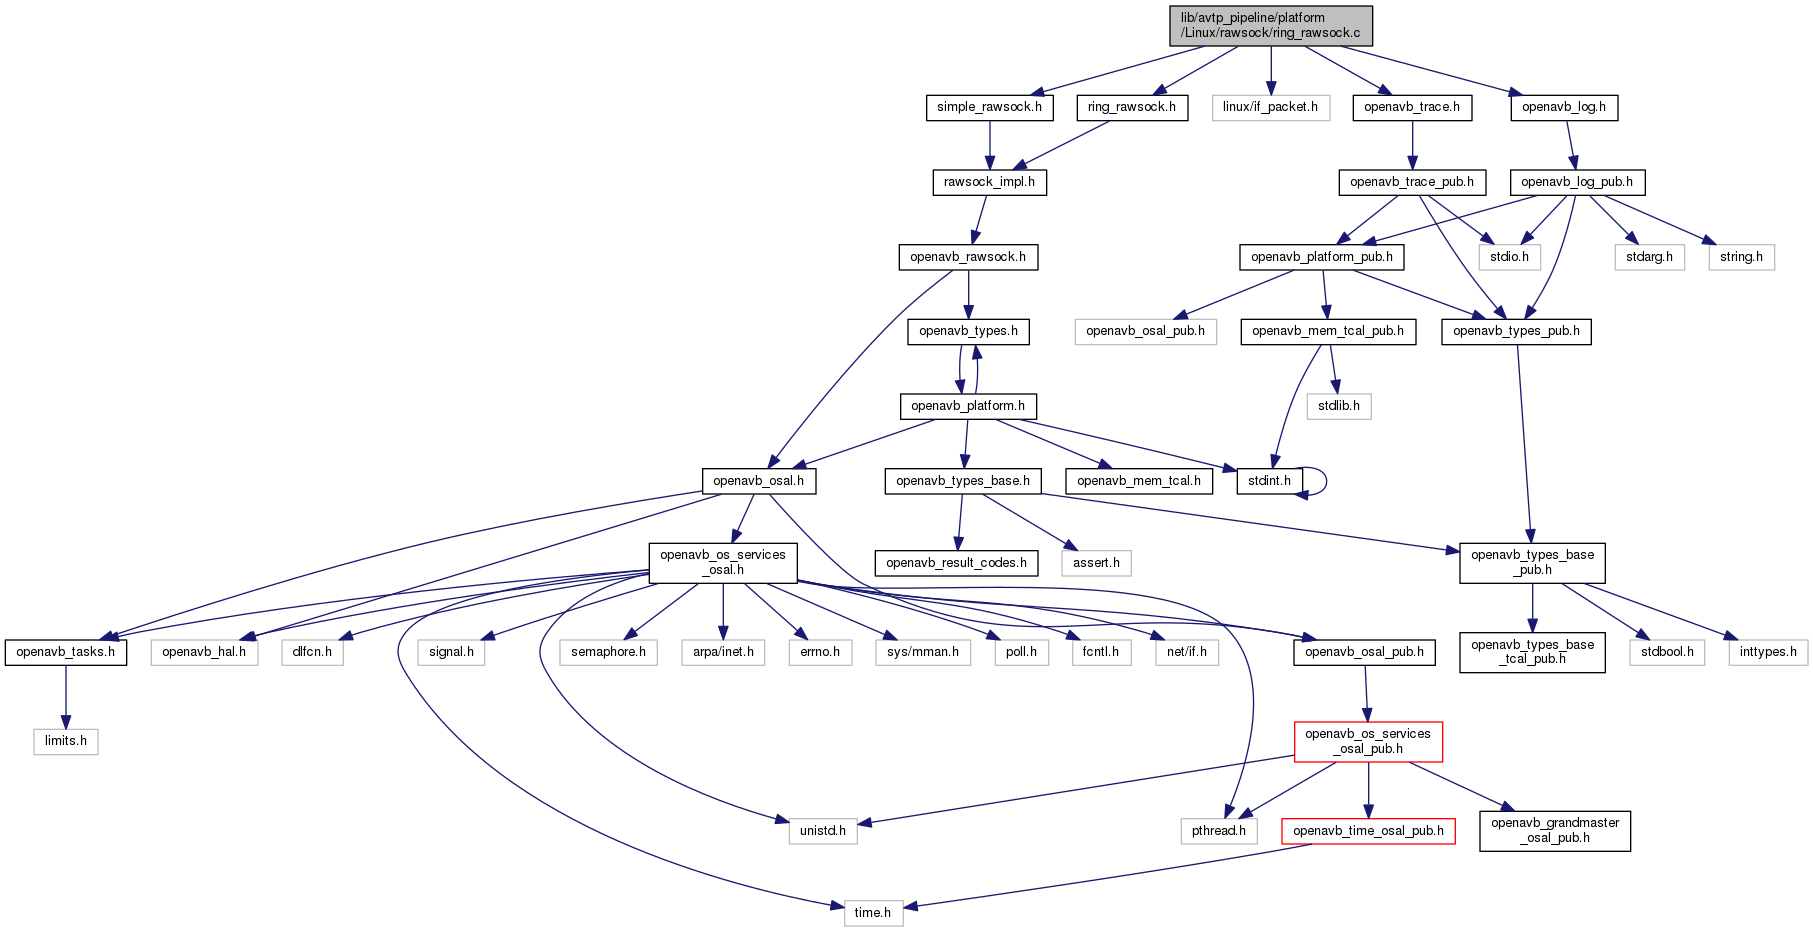 lib/avtp_pipeline/platform
/Linux/rawsock/ring_rawsock.c
simple_rawsock.h
ring_rawsock.h
linux/if_packet.h
openavb_trace.h
openavb_log.h
rawsock_impl.h
openavb_trace_pub.h
openavb_log_pub.h
openavb_rawsock.h
openavb_platform_pub.h
stdio.h
stdarg.h
string.h
openavb_types.h
openavb_osal_pub.h
openavb_mem_tcal_pub.h
openavb_types_pub.h
openavb_platform.h
stdlib.h
openavb_osal.h
openavb_types_base.h
openavb_mem_tcal.h
stdint.h
openavb_os_services
_osal.h
openavb_result_codes.h
assert.h
openavb_types_base
_pub.h
openavb_tasks.h
openavb_hal.h
dlfcn.h
signal.h
semaphore.h
arpa/inet.h
errno.h
sys/mman.h
poll.h
fcntl.h
net/if.h
openavb_osal_pub.h
openavb_types_base
_tcal_pub.h
stdbool.h
inttypes.h
limits.h
openavb_os_services
_osal_pub.h
unistd.h
pthread.h
openavb_time_osal_pub.h
openavb_grandmaster
_osal_pub.h
time.h